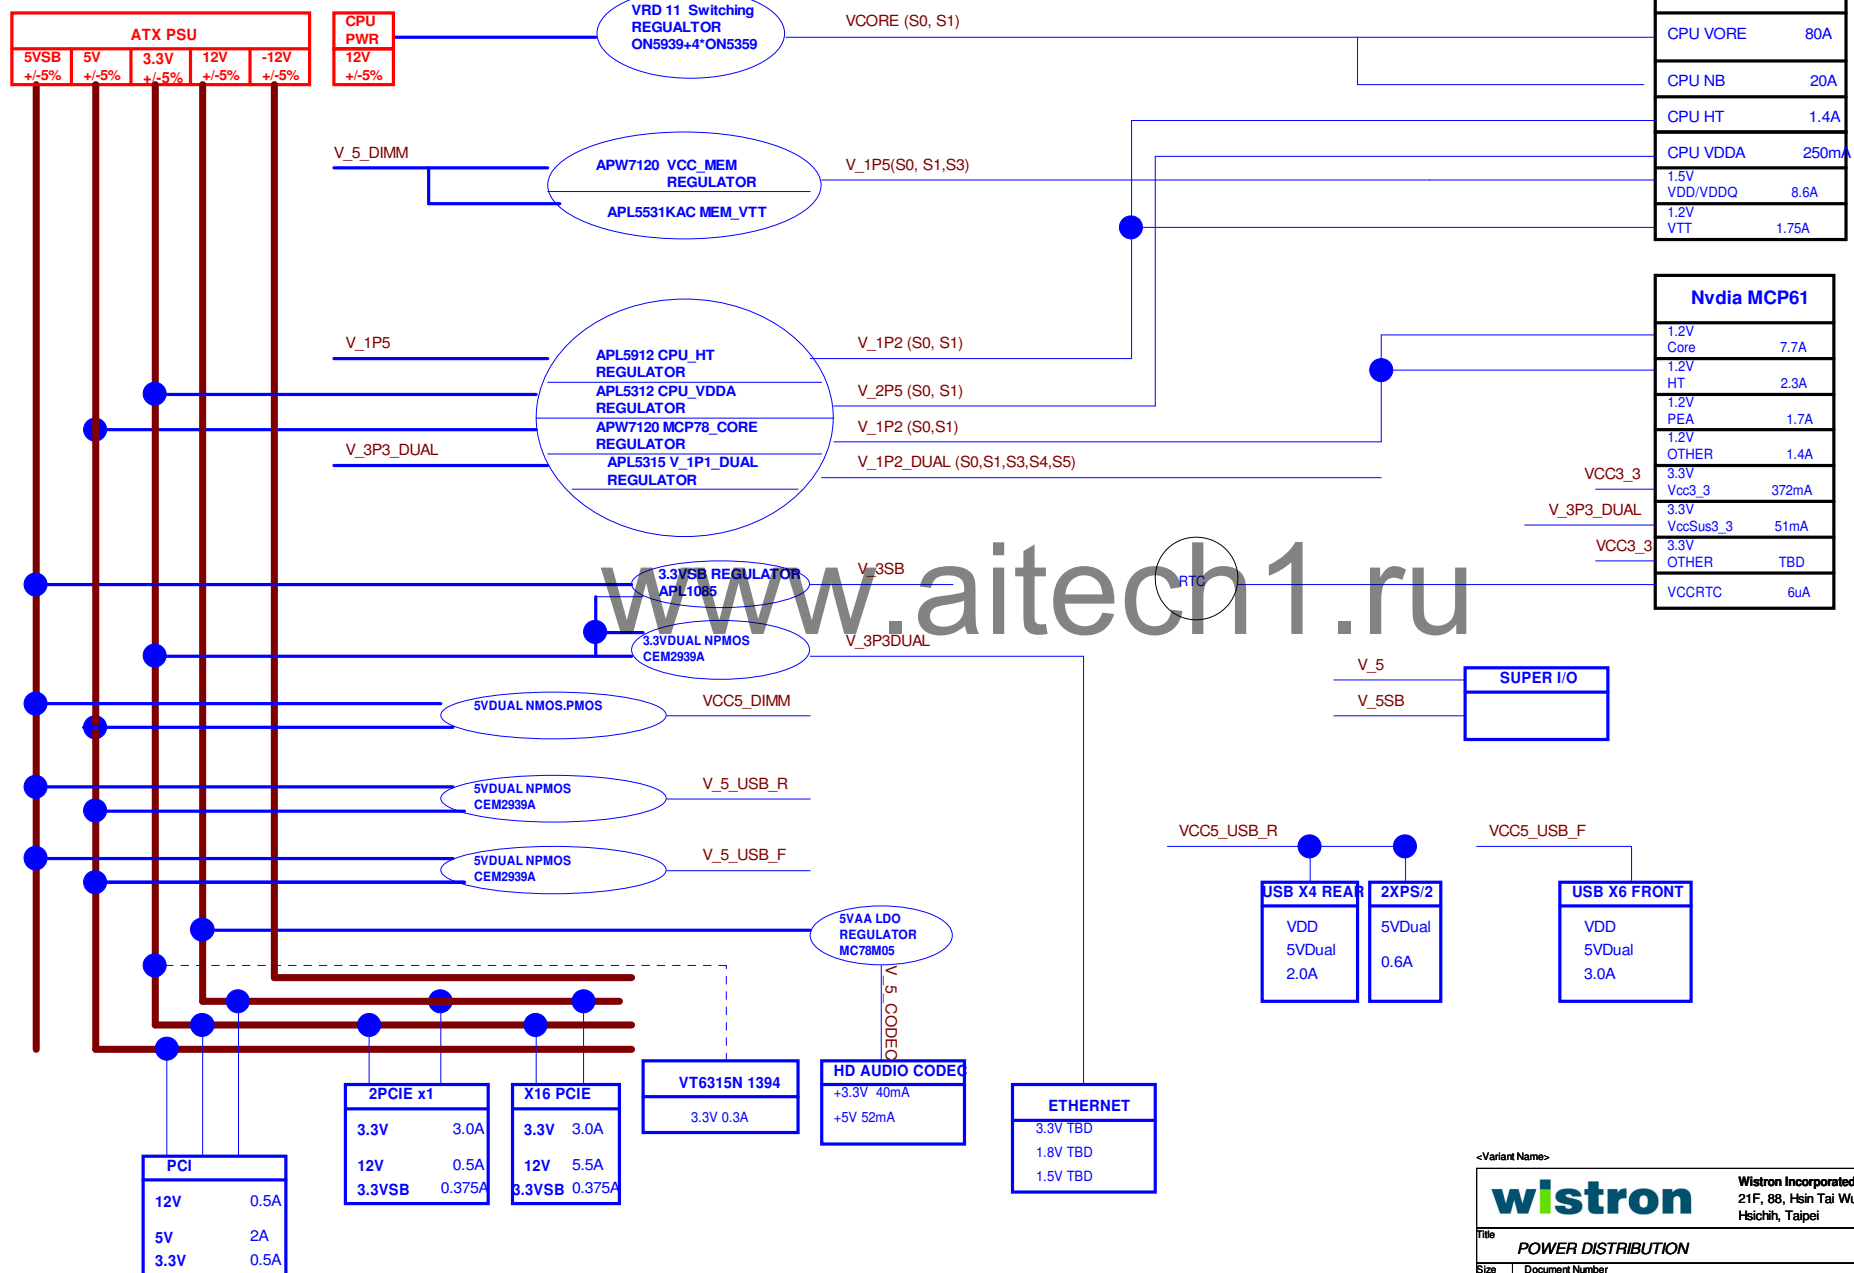 ATX PSU
5VSB +/-5%
5V +/-5%
3.3V +/-5%
12V +/-5%
-12V +/-5%
CPU PWR
12V +/-5%
VRD 11 Switching
REGUALTOR
ON5939+4*ON5359
VCORE (S0, S1)
CPU VORE 80A
CPU NB 20A
CPU HT 1.4A
CPU VDDA 250mA
1.5V
VDD/VDDQ 8.6A
1.2V
VTT 1.75A
V_5_DIMM
APW7120 VCC_MEM
REGULATOR
APL5531KAC MEM_VTT
V_1P5(S0, S1,S3)
V_1P5
APL5912 CPU_HT
REGULATOR
APL5312 CPU_VDDA
REGULATOR
APW7120 MCP78_CORE
REGULATOR
APL5315 V_1P1_DUAL
REGULATOR
V_3P3_DUAL
V_1P2 (S0, S1)
V_2P5 (S0, S1)
V_1P2 (S0,S1)
V_1P2_DUAL (S0,S1,S3,S4,S5)
Nvdia MCP61
1.2V
Core 7.7A
1.2V
HT 2.3A
1.2V
PEA 1.7A
1.2V
OTHER 1.4A
VCC3_3
3.3V
Vcc3_3 372mA
V_3P3_DUAL
3.3V
VccSus3_3 51mA
VCC3_3
3.3V
OTHER TBD
VCCRTC 6uA
RTC
www.aitech1.ru
3.3VSB REGULATOR
APL1085
V_3SB
3.3VDUAL NPMOS
CEM2939A
V_3P3DUAL
5VDUAL NMOS.PMOS
VCC5_DIMM
5VDUAL NPMOS
CEM2939A
V_5_USB_R
5VDUAL NPMOS
CEM2939A
V_5_USB_F
V_5
V_5SB
SUPER I/O
VCC5_USB_R
VCC5_USB_F
USB X4 REAR
VDD
5VDual
2.0A
2XPS/2
5VDual
0.6A
USB X6 FRONT
VDD
5VDual
3.0A
5VAA LDO
REGULATOR
MC78M05
V_5_CODEC
PCI
12V 0.5A
5V 2A
3.3V 0.5A
2PCIE x1
3.3V 3.0A
12V 0.5A
3.3VSB 0.375A
X16 PCIE
3.3V 3.0A
12V 5.5A
3.3VSB 0.375A
VT6315N 1394
3.3V 0.3A
HD AUDIO CODEC
+3.3V 40mA
+5V 52mA
ETHERNET
3.3V TBD
1.8V TBD
1.5V TBD
<Variant Name>
wistron
Wistron Incorporated
21F, 88, Hsin Tai Wu
Hsichih, Taipei
Title
POWER DISTRIBUTION
Size Document Number